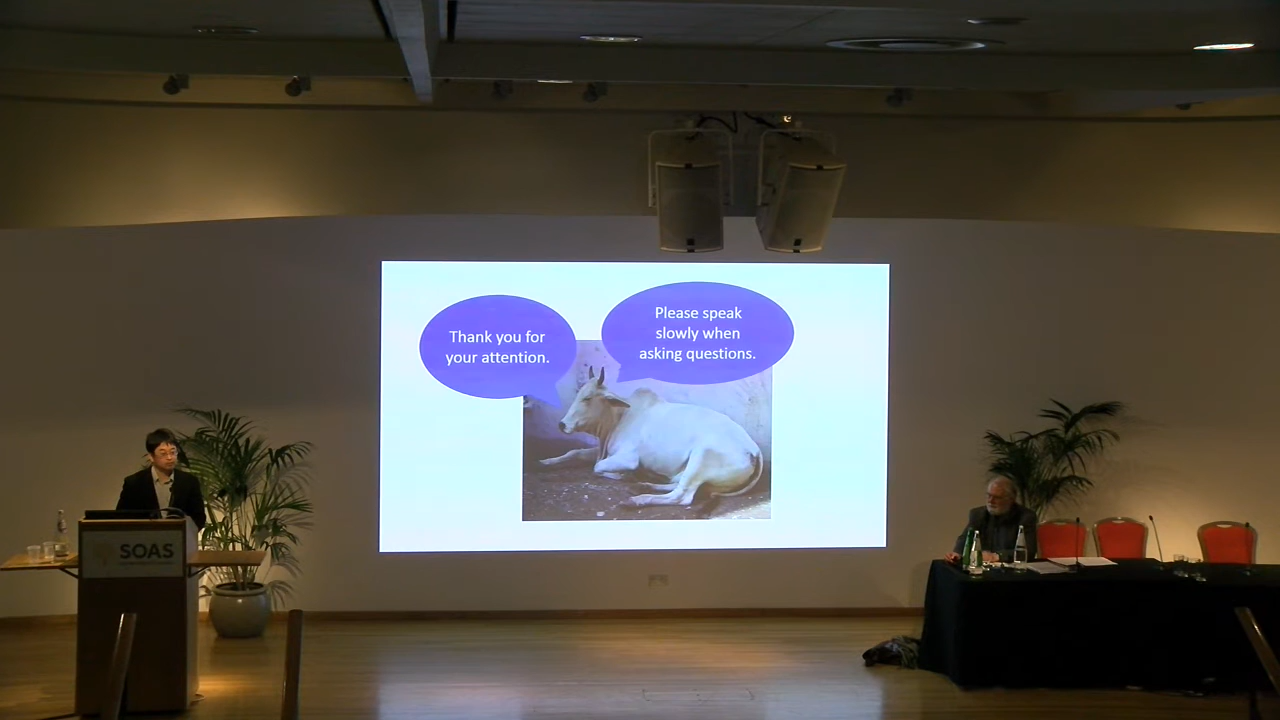 Thank you for
your attention.
Please speak
slowly when
asking questions.
SOAS